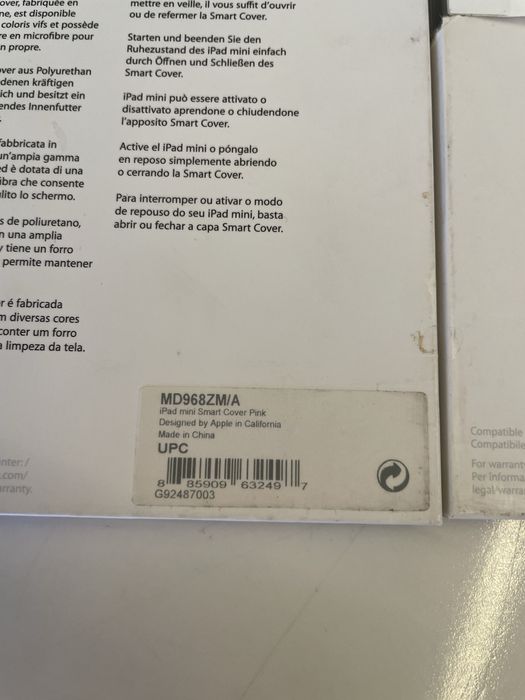 over, fabriquée en
ne, est disponible
coloris vifs et possède
re en microfibre pour
n propre.
over aus Polyurethan
denen kräftigen
ich und besitzt ein
endes Innenfutter
fabbricata in
un'ampia gamma
ed è dotata di una
ibra che consente
ulito lo schermo.
s de poliuretano,
n una amplia
y tiene un forro
permite mantener
r é fabricada
m diversas cores
conter um forro
a limpeza da tela.
mettre en veille, il vous suffit d'ouvrir
ou de refermer la Smart Cover.
Starten und beenden Sie den
Ruhezustand des iPad mini einfach
durch Öffnen und Schließen des
Smart Cover.
iPad mini può essere attivato o
disattivato aprendone o chiudendone
l'apposito Smart Cover.
Active el iPad mini o póngalo
en reposo simplemente abriendo
o cerrando la Smart Cover.
Para interromper ou ativar o modo
de repouso do seu iPad mini, basta
abrir ou fechar a capa Smart Cover.
nter:/
.com/
arranty.
MD968ZM/A
iPad mini Smart Cover Pink
Designed by Apple in California
Made in China
UPC
8 85909 63249 7
G92487003
Compatible
Compatibile
For warrant
Per informa
legal/warra